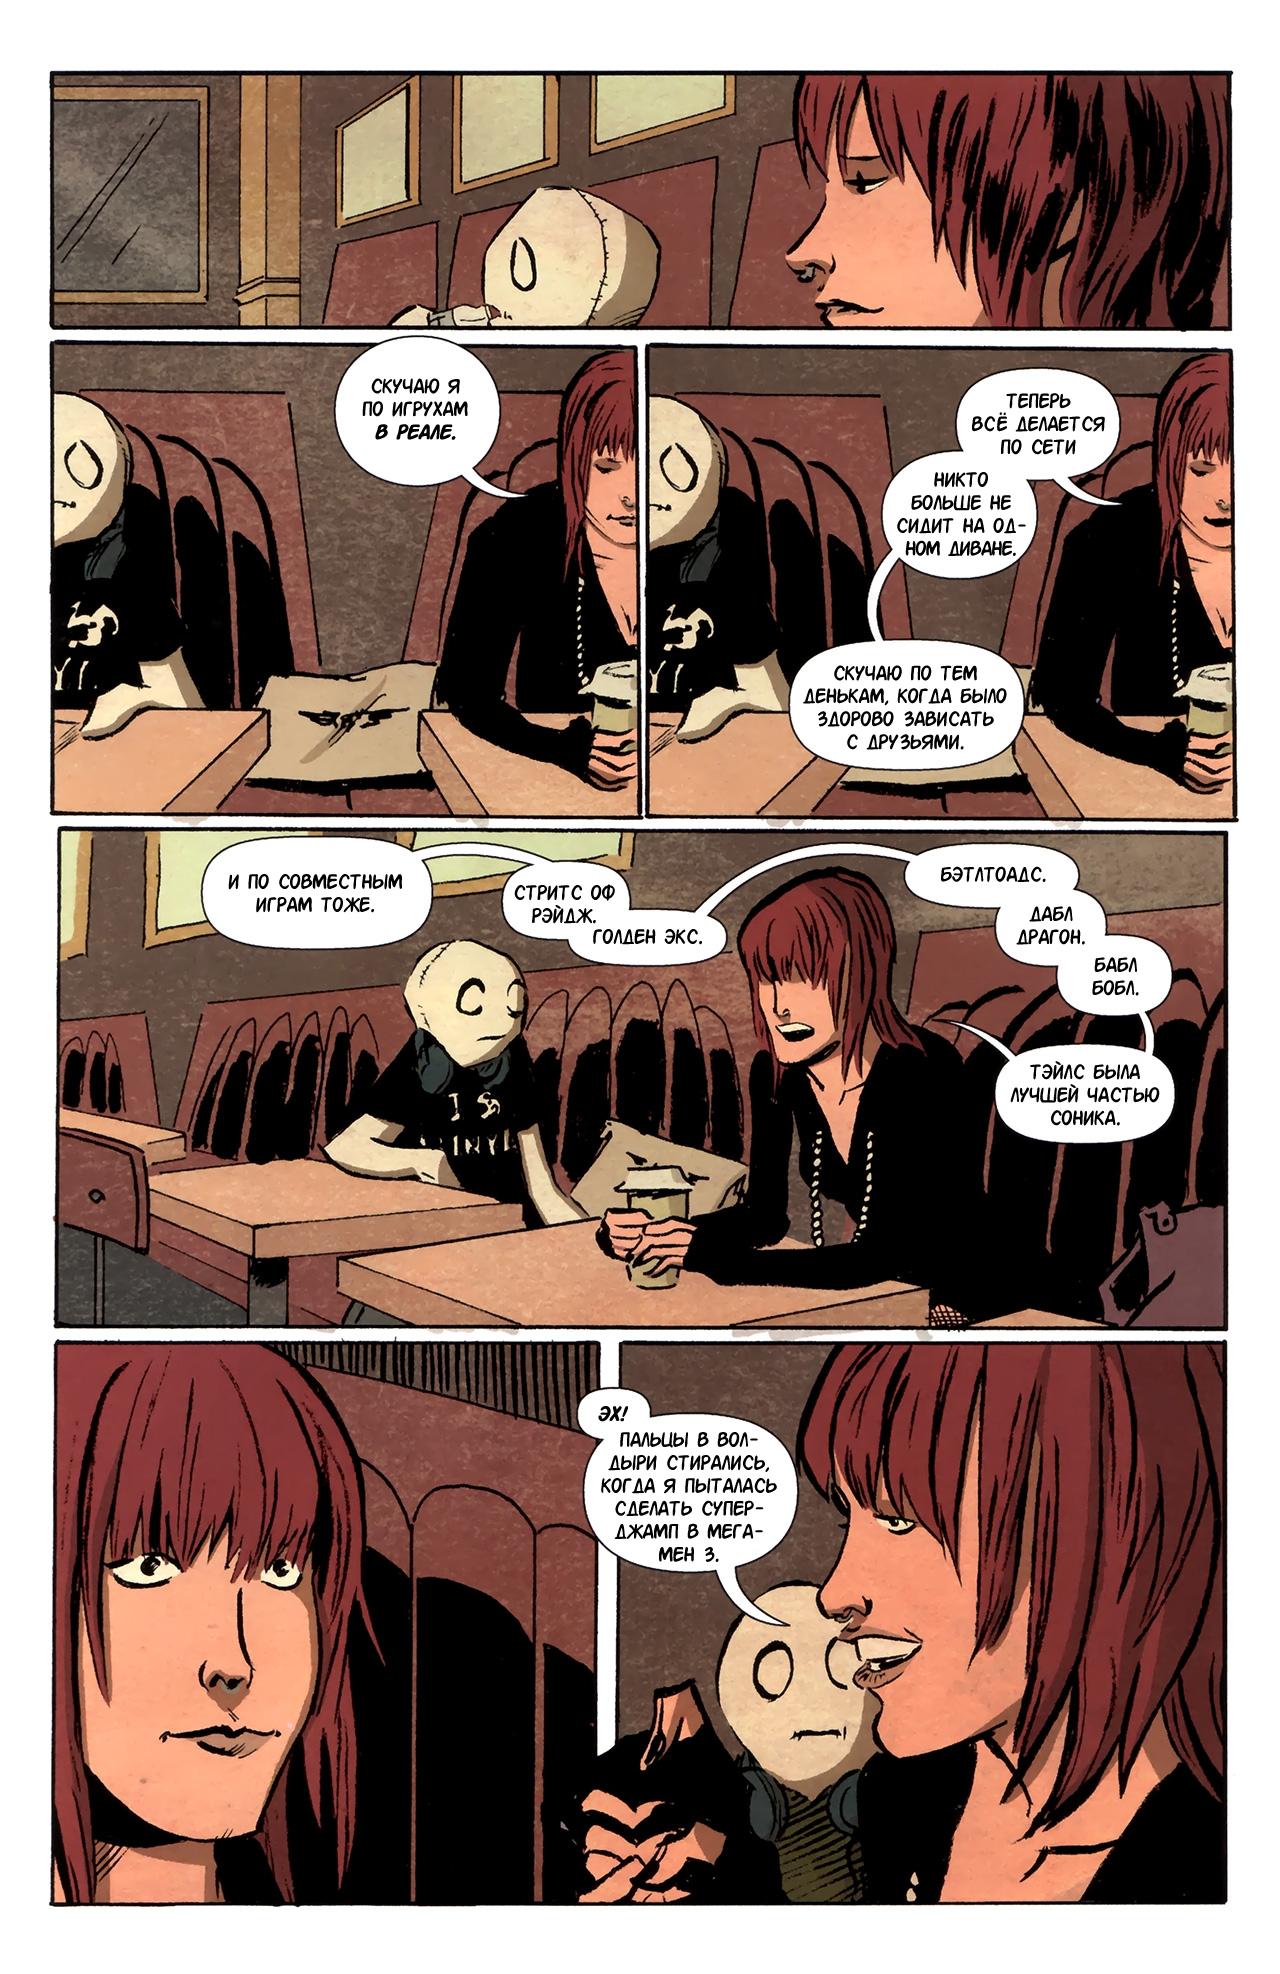 СКУЧАЮ Я
ПО ИГРУХАМ
В РЕАЛЕ.
ТЕПЕРЬ
ВСЁ ДЕЛАЕТСЯ
ПО СЕТИ
НИКТО
БОЛЬШЕ НЕ
СИДИТ НА ОД-
НОМ ДИВАНЕ.
СКУЧАЮ ПО ТЕМ
ДЕНЬКАМ, КОГДА БЫЛО
ЗДОРОВО ЗАВИСАТЬ
С ДРУЗЬЯМИ.
И ПО СОВМЕСТНЫМ
ИГРАМ ТОЖЕ.
СТРИТС ОФ
РЭЙДЖ.
ГОЛДЕН ЭКС.
БЭТЛТОАДС.
ДАБЛ
ДРАГОН.
БАБЛ
БОБЛ.
ТЭЙЛС БЫЛА
ЛУЧШЕЙ ЧАСТЬЮ
СОНИКА.
ЭХ!
ПАЛЬЦЫ В ВОЛ-
ДЫРИ СТИРАЛИСЬ,
КОГДА Я ПЫТАЛАСЬ
СДЕЛАТЬ СУПЕР-
ДЖАМП В МЕГА-
МЕН 3.